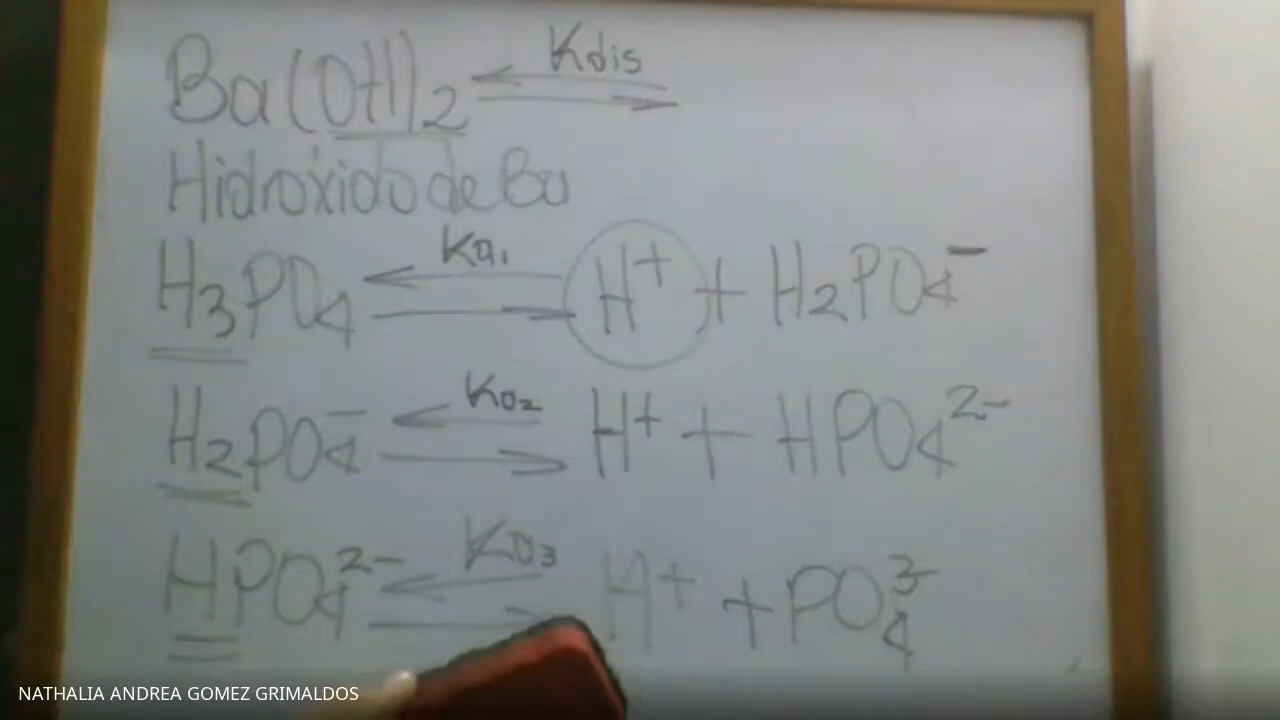 Ba(OH)2 ⇌ Kdis
Hidróxido de Ba
H3PO4 ⇌ Ka1 H+ + H2PO4-
H2PO4- ⇌ Ka2 H+ + HPO4 2-
HPO4 2- ⇌ Ka3 H+ + PO4 3-
NATHALIA ANDREA GOMEZ GRIMALDOS